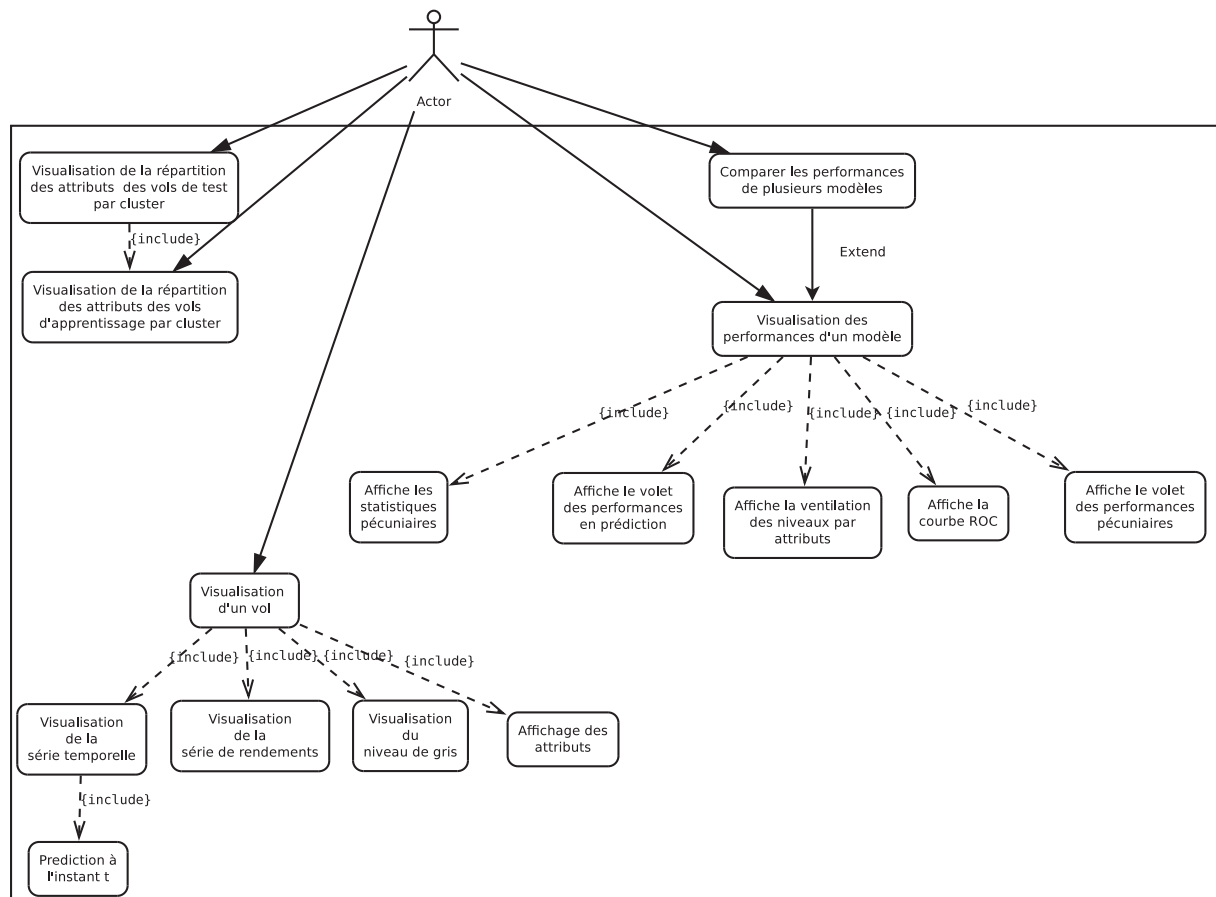 Actor
Visualisation de la répartition
des attributs des vols de test
par cluster
Comparer les performances
de plusieurs modèles
{include}
Extend
Visualisation de la répartition
des attributs des vols
d'apprentissage par cluster
Visualisation des
performances d'un modèle
{include}
{include}
{include}
{include}
{include}
Affiche les
statistiques
pécuniaires
Affiche le volet
des performances
en prédiction
Affiche la ventilation
des niveaux par
attributs
Affiche la
courbe ROC
Affiche le volet
des performances
pécuniaires
Visualisation
d'un vol
{include}
{include}
{include}
{include}
Visualisation
de la
série temporelle
Visualisation
de la
série de rendements
Visualisation
du
niveau de gris
Affichage des
attributs
{include}
Prediction à
l'instant t